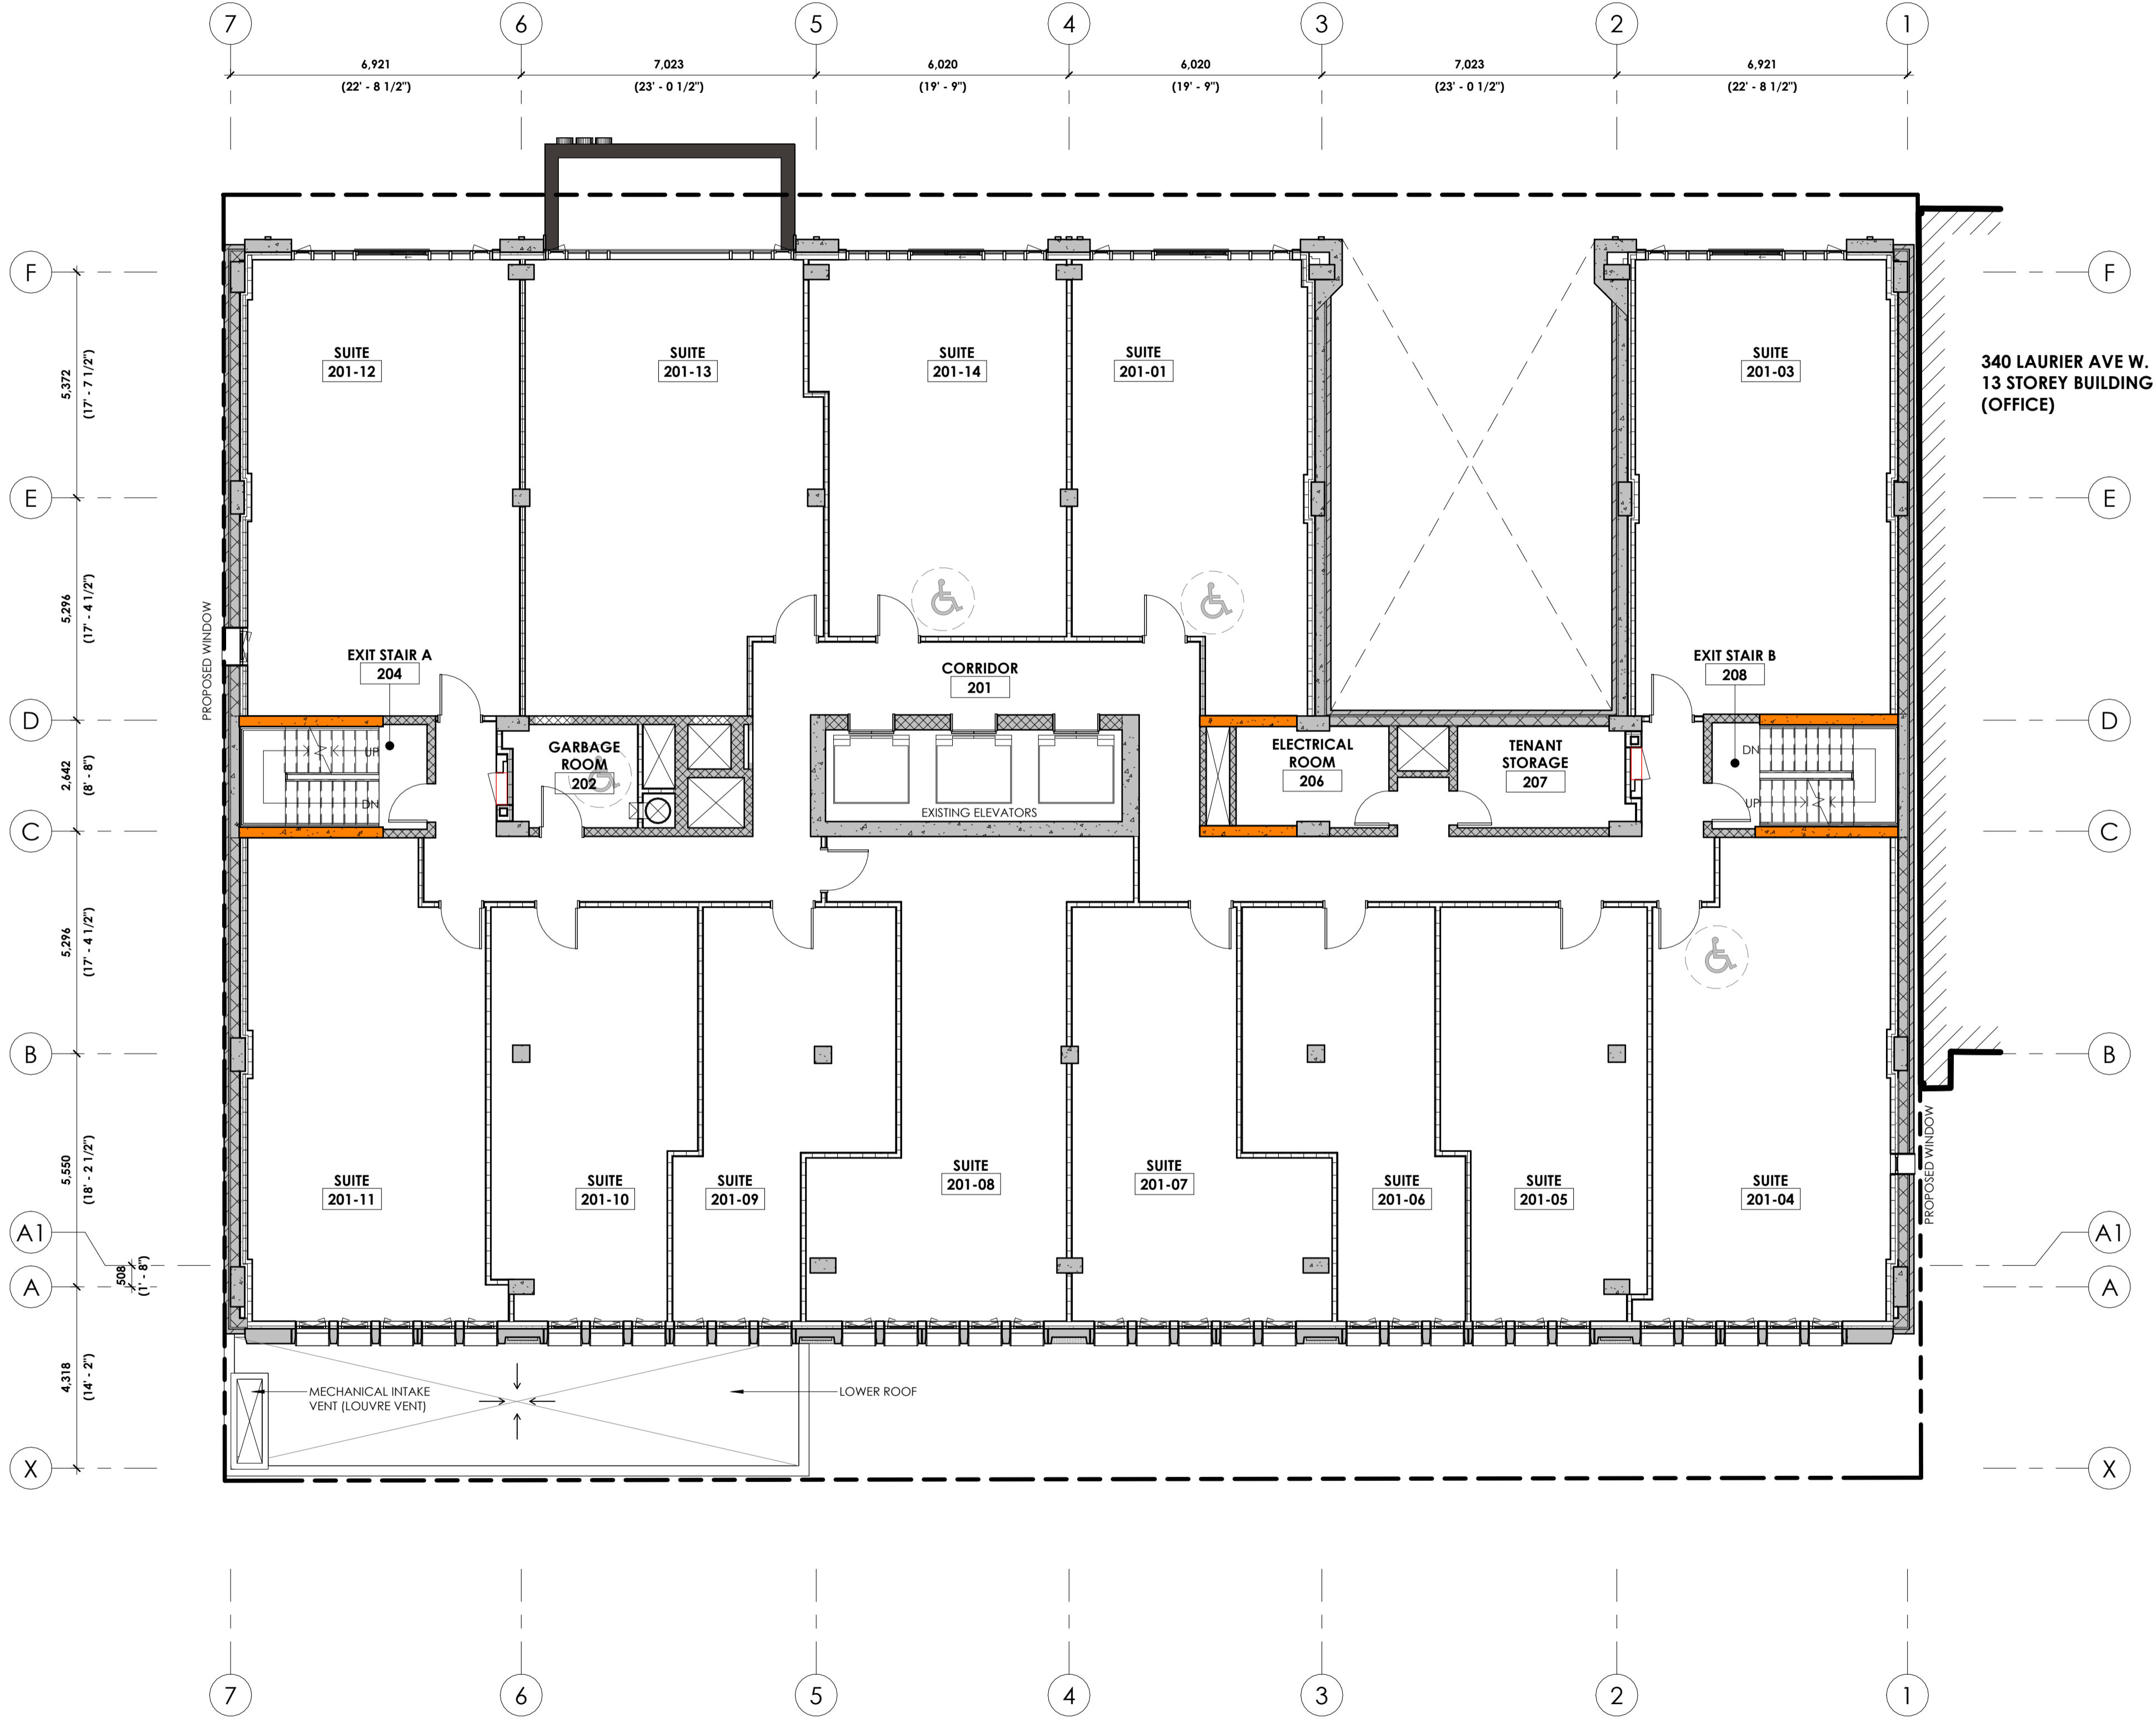 7 6 5 4 3 2 1
6,921 7,023 6,020 6,020 7,023 6,921
(22' - 8 1/2") (23' - 0 1/2") (19' - 9") (19' - 9") (23' - 0 1/2") (22' - 8 1/2")
F F
5,372
(17' - 7 1/2")
SUITE
201-12
SUITE
201-13
SUITE
201-14
SUITE
201-01
SUITE
201-03
340 LAURIER AVE W.
13 STOREY BUILDING
(OFFICE)
E E
5,296
(17' - 4 1/2")
PROPOSED WINDOW
EXIT STAIR A
204
CORRIDOR
201
EXIT STAIR B
208
D D
2,642
(8' - 8")
UP
DN
GARBAGE
ROOM
202
EXISTING ELEVATORS
ELECTRICAL
ROOM
206
TENANT
STORAGE
207
DN
UP
C C
5,296
(17' - 4 1/2")
B B
5,550
(18' - 2 1/2")
PROPOSED WINDOW
SUITE
201-11
SUITE
201-10
SUITE
201-09
SUITE
201-08
SUITE
201-07
SUITE
201-06
SUITE
201-05
SUITE
201-04
A1 A1
508
(1' - 8")
A A
4,318
(14' - 2")
MECHANICAL INTAKE
VENT (LOUVRE VENT)
LOWER ROOF
X X
7 6 5 4 3 2 1